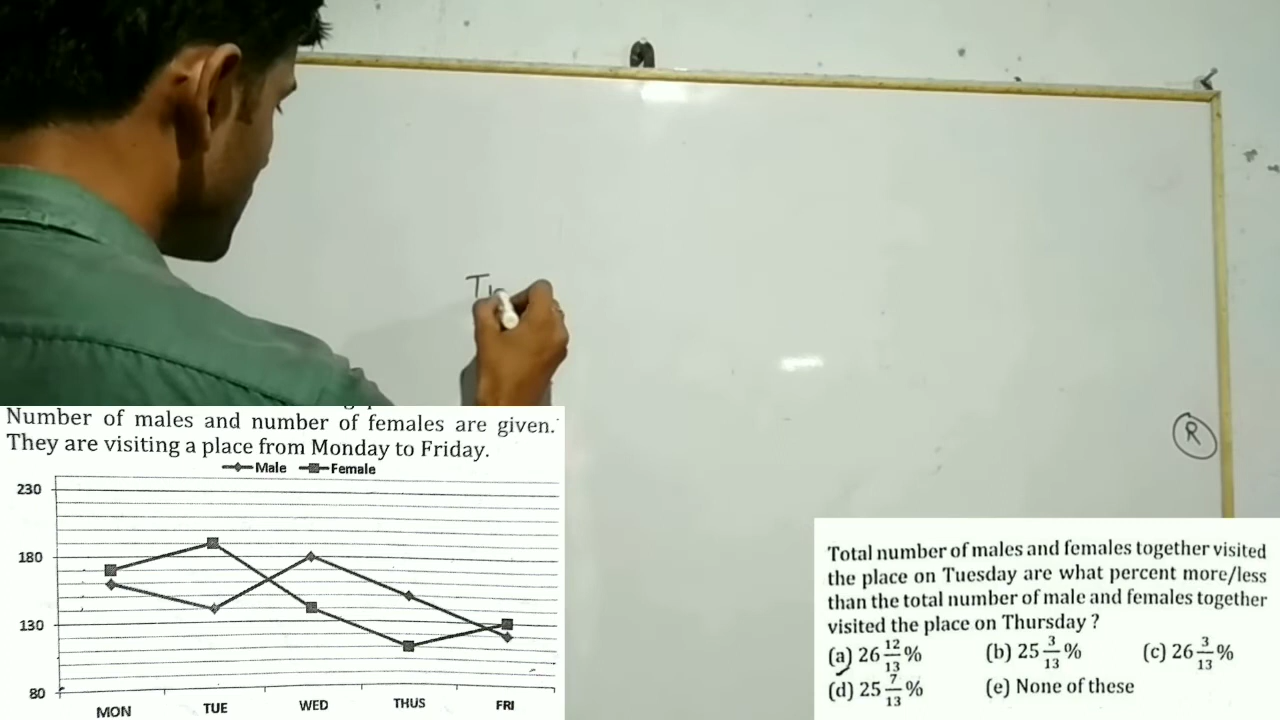 Number of males and number of females are given.
They are visiting a place from Monday to Friday.
Male Female
230
180
130
80
MON TUE WED THUS FRI
R
Total number of males and females together visited
the place on Tuesday are what percent more/less
than the total number of male and females together
visited the place on Thursday ?
(a) 26 12/13 % (b) 25 3/13 % (c) 26 3/13 %
(d) 25 7/13 % (e) None of these